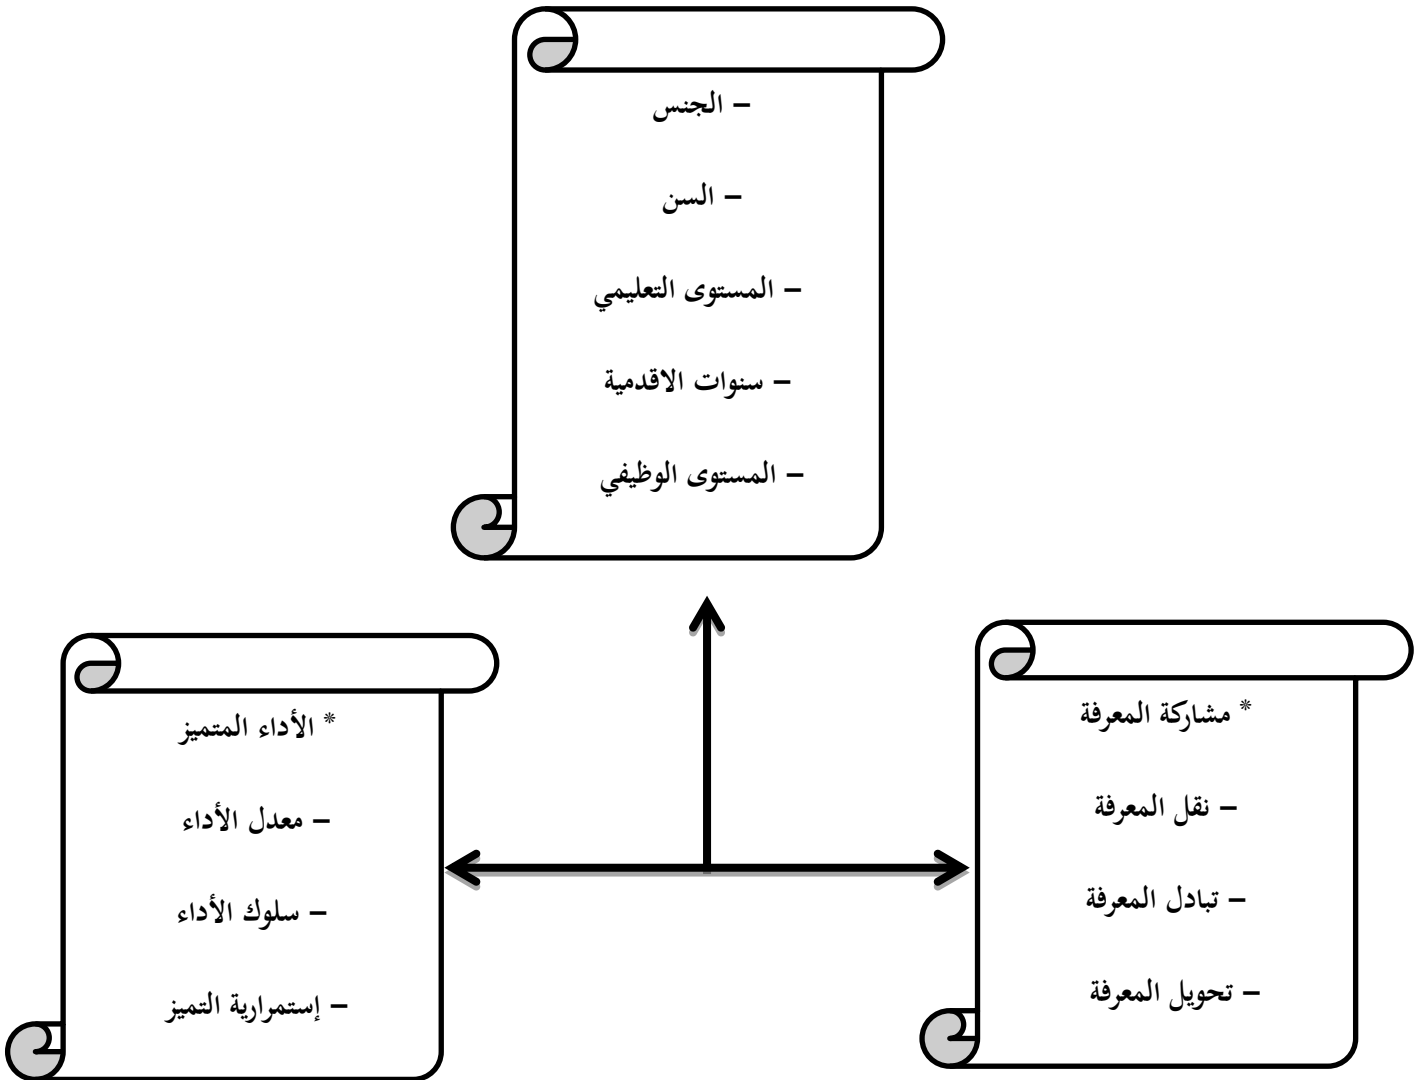 – الجنس
– السن
– المستوى التعليمي
– سنوات الاقدمية
– المستوى الوظيفي
* مشاركة المعرفة
– نقل المعرفة
– تبادل المعرفة
– تحويل المعرفة
* الأداء المتميز
– معدل الأداء
– سلوك الأداء
– إستمرارية التميز